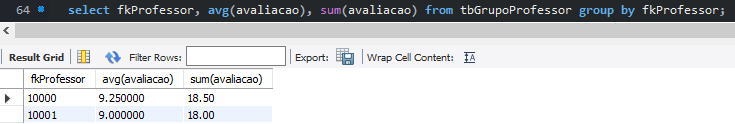 64 select fkProfessor, avg(avaliacao), sum(avaliacao) from tbGrupoProfessor group by fkProfessor;
Result Grid Filter Rows: Export: Wrap Cell Content:
fkProfessor avg(avaliacao) sum(avaliacao)
10000 9.250000 18.50
10001 9.000000 18.00